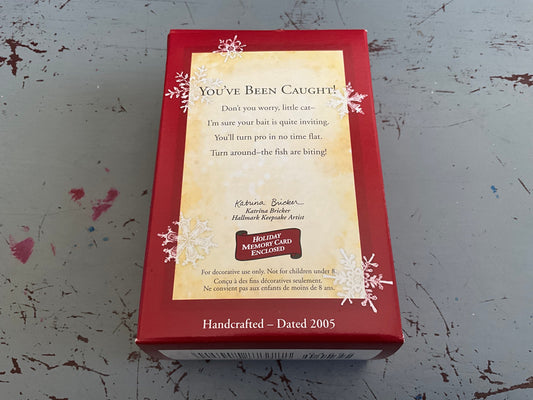 YOU'VE BEEN CAUGHT!
Don't you worry, little cat–
I'm sure your bait is quite inviting.
You'll turn pro in no time flat.
Turn around–the fish are biting!
Katrina Bricker
Katrina Bricker
Hallmark Keepsake Artist
HOLIDAY
MEMORY CARD
ENCLOSED
For decorative use only. Not for children under 8.
Conçu à des fins décoratives seulement.
Ne convient pas aux enfants de moins de 8 ans.
Handcrafted – Dated 2005